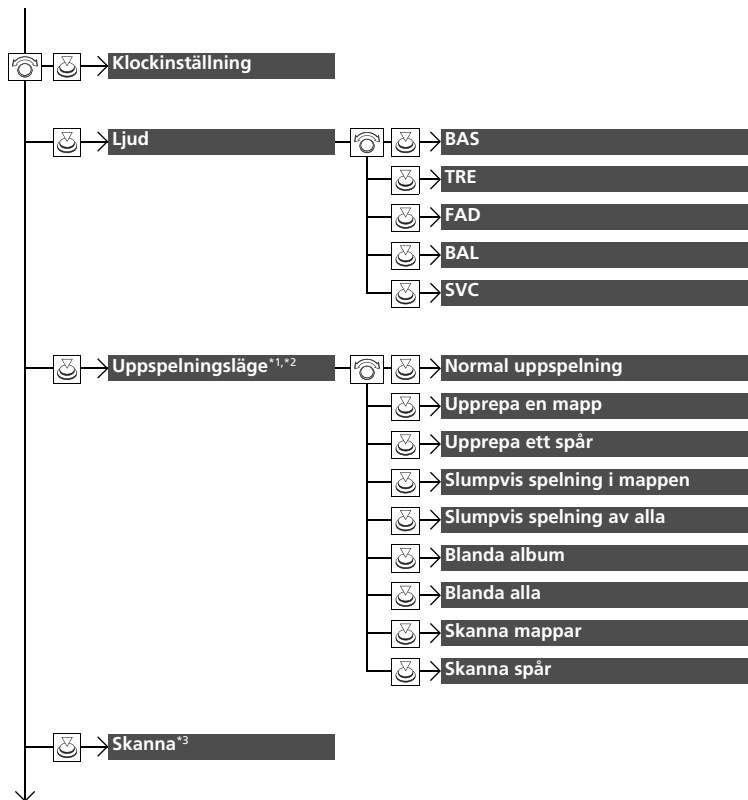 Klockinställning
Ljud
BAS
TRE
FAD
BAL
SVC
Uppspelningsläge*1,*2
Normal uppspelning
Upprepa en mapp
Upprepa ett spår
Slumpvis spelning i mappen
Slumpvis spelning av alla
Blanda album
Blanda alla
Skanna mappar
Skanna spår
Skanna*3